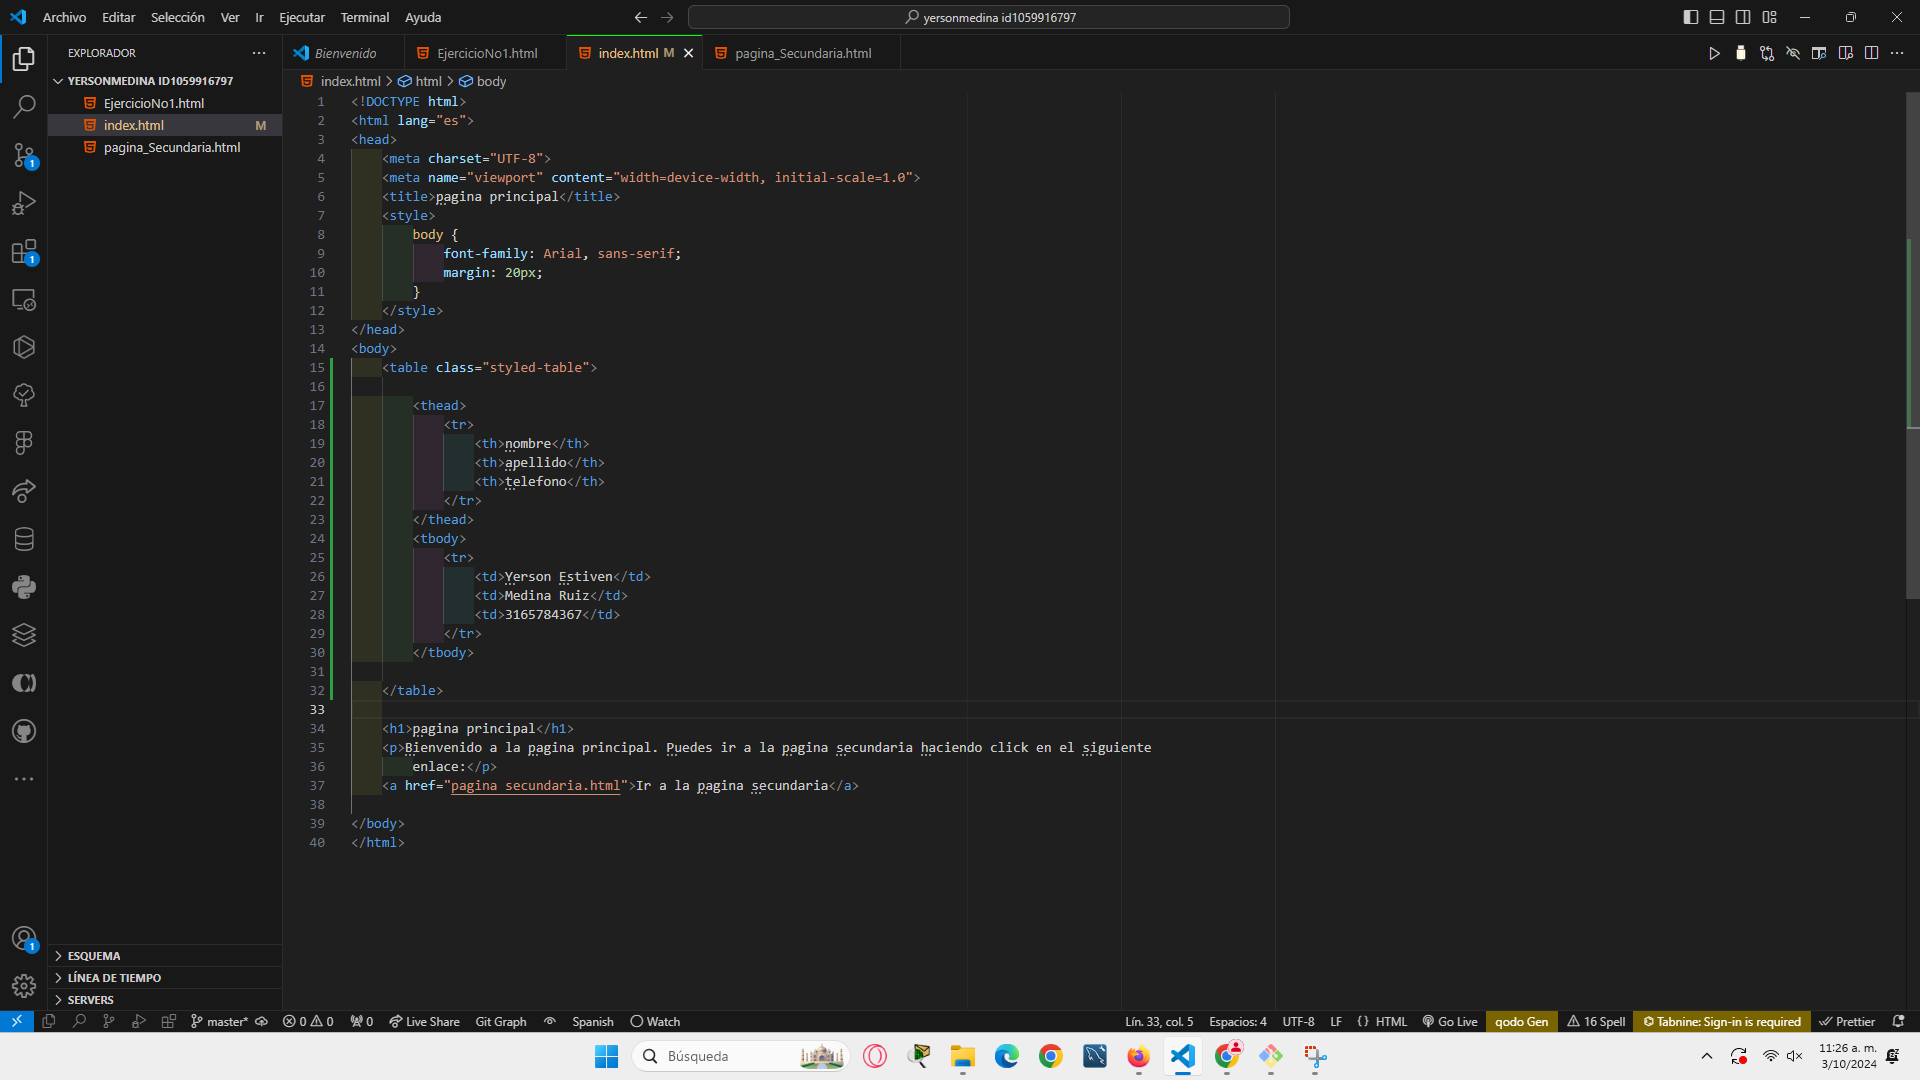 Archivo Editar Selección Ver Ir Ejecutar Terminal Ayuda
yersonmedina id1059916797
EXPLORADOR
YERSONMEDINA ID1059916797
EjercicioNo1.html
index.html M
pagina_Secundaria.html
ESQUEMA
LÍNEA DE TIEMPO
SERVERS
1
1
1
Bienvenido EjercicioNo1.html index.html M pagina_Secundaria.html
index.html > html > body
1 <!DOCTYPE html>
2 <html lang="es">
3 <head>
4 <meta charset="UTF-8">
5 <meta name="viewport" content="width=device-width, initial-scale=1.0">
6 <title>pagina principal</title>
7 <style>
8 body {
9 font-family: Arial, sans-serif;
10 margin: 20px;
11 }
12 </style>
13 </head>
14 <body>
15 <table class="styled-table">
16
17 <thead>
18 <tr>
19 <th>nombre</th>
20 <th>apellido</th>
21 <th>telefono</th>
22 </tr>
23 </thead>
24 <tbody>
25 <tr>
26 <td>Yerson Estiven</td>
27 <td>Medina Ruiz</td>
28 <td>3165784367</td>
29 </tr>
30 </tbody>
31
32 </table>
33
34 <h1>pagina principal</h1>
35 <p>Bienvenido a la pagina principal. Puedes ir a la pagina secundaria haciendo click en el siguiente
36 enlace:</p>
37 <a href="pagina_secundaria.html">Ir a la pagina secundaria</a>
38
39 </body>
40 </html>
master* 0 0 0 Live Share Git Graph Spanish Watch Lín. 33, col. 5 Espacios: 4 UTF-8 LF {} HTML Go Live qodo Gen 16 Spell Tabnine: Sign-in is required Prettier
Búsqueda
11:26 a. m.
3/10/2024